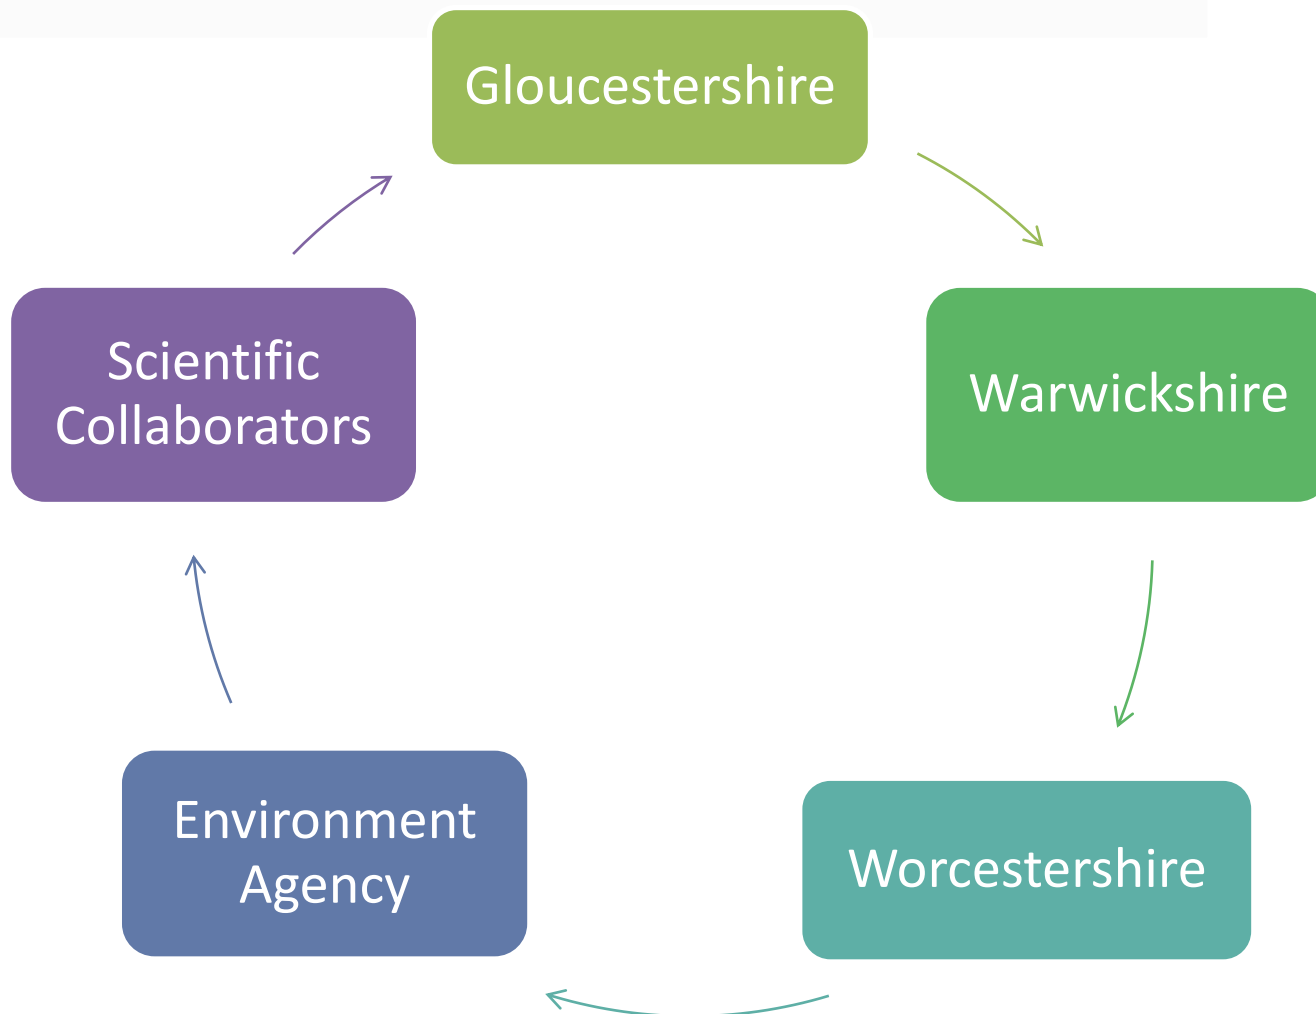 Gloucestershire
Warwickshire
Worcestershire
Environment
Agency
Scientific
Collaborators